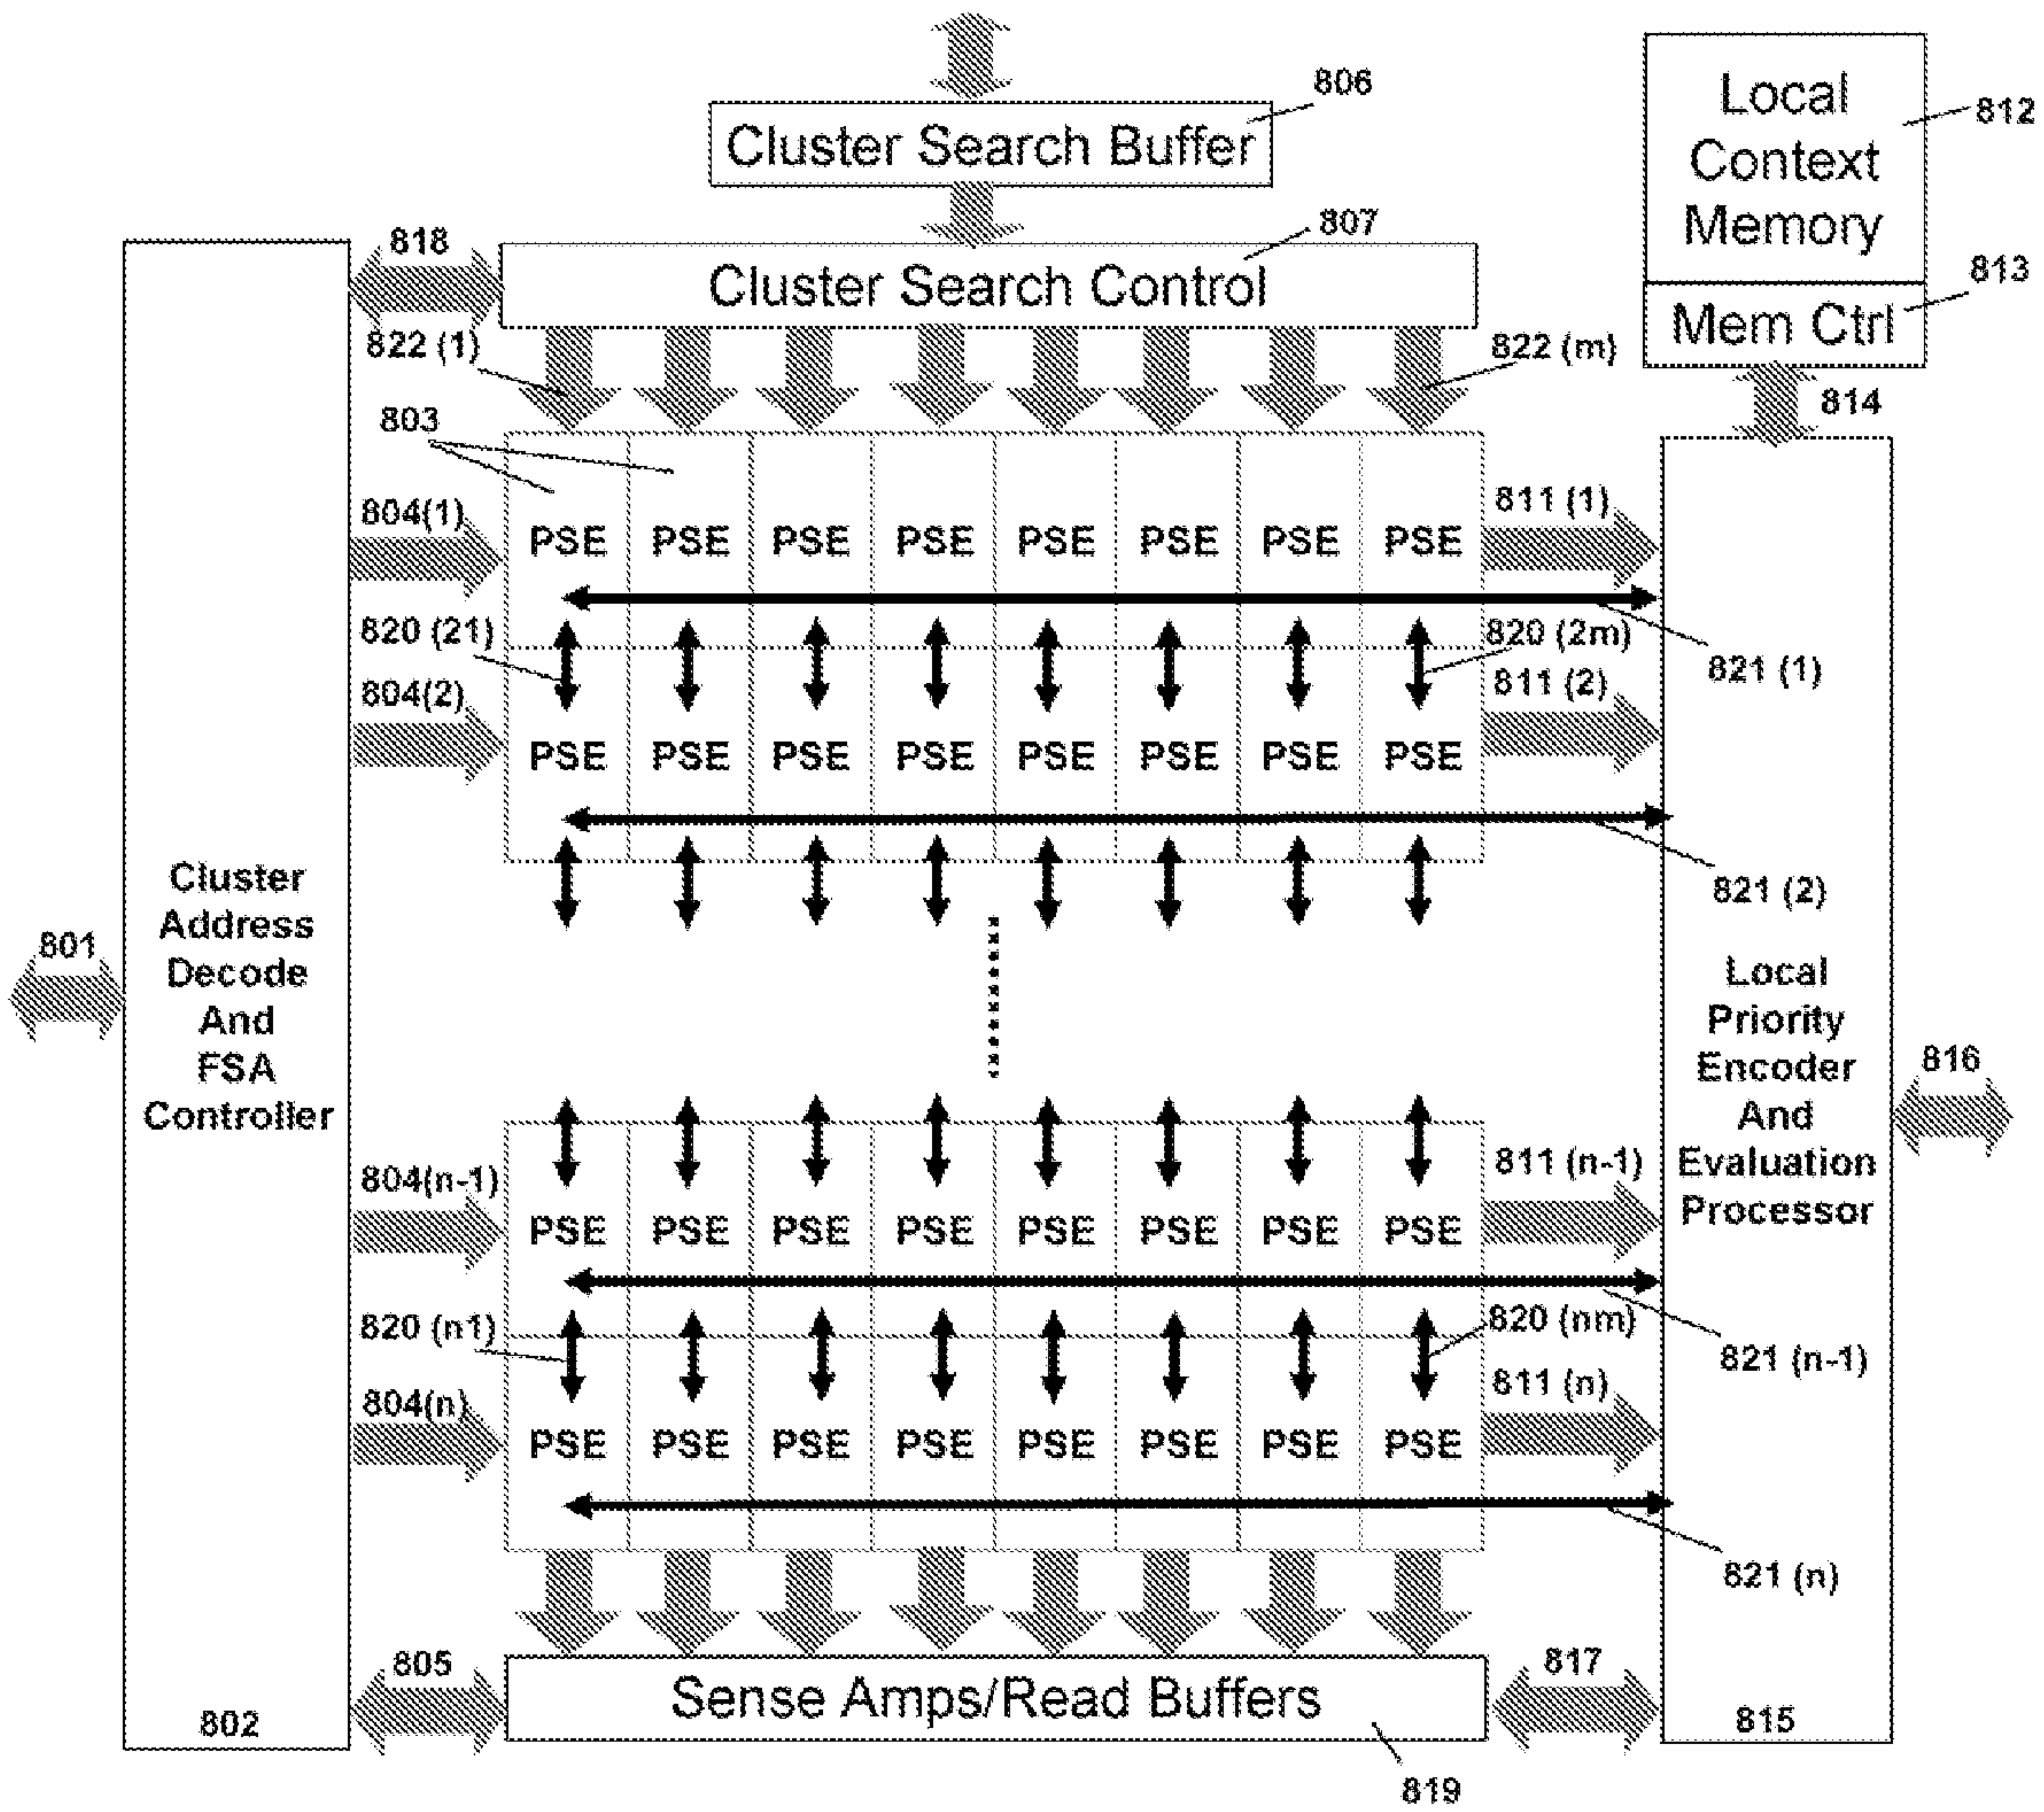 806
Cluster Search Buffer
Local
Context
Memory
812
818
807
Cluster Search Control
813
Mem Ctrl
822 (1)
822 (m)
814
803
804(1)
PSE PSE PSE PSE PSE PSE PSE PSE
811 (1)
820 (21)
820 (2m)
821 (1)
804(2)
811 (2)
PSE PSE PSE PSE PSE PSE PSE PSE
821 (2)
801
Cluster
Address
Decode
And
FSA
Controller
Local
Priority
Encoder
And
Evaluation
Processor
816
804(n-1)
811 (n-1)
PSE PSE PSE PSE PSE PSE PSE PSE
820 (n1)
820 (nm)
821 (n-1)
804(n)
811 (n)
PSE PSE PSE PSE PSE PSE PSE PSE
821 (n)
805
817
802
Sense Amps/Read Buffers
815
819